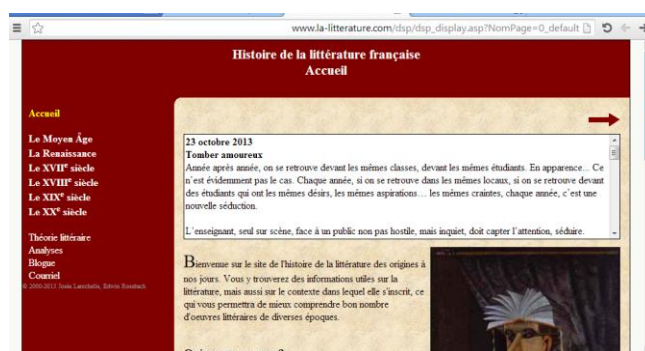 www.la-litterature.com/dsp/dsp_display.asp?NomPage=0_default
Histoire de la littérature française
Accueil
Accueil
Le Moyen Âge
La Renaissance
Le XVIIe siècle
Le XVIIIe siècle
Le XIXe siècle
Le XXe siècle
Théorie littéraire
Analyses
Blogue
Courriel
© 2000-2013
23 octobre 2013
Tomber amoureux
Année après année, on se retrouve devant les mêmes classes, devant les mêmes étudiants. En apparence... Ce
n'est évidemment pas le cas. Chaque année, si on se retrouve dans les mêmes locaux, si on se retrouve devant
des étudiants qui ont les mêmes désirs, les mêmes aspirations… les mêmes craintes, chaque année, c'est une
nouvelle séduction.
L'enseignant, seul sur scène, face à un public non pas hostile, mais inquiet, doit capter l'attention, séduire.
Bienvenue sur le site de l'histoire de la littérature des origines à
nos jours. Vous y trouverez des informations utiles sur la
littérature, mais aussi sur le contexte dans lequel elle s'inscrit, ce
qui vous permettra de mieux comprendre bon nombre
d'oeuvres littéraires de diverses époques.